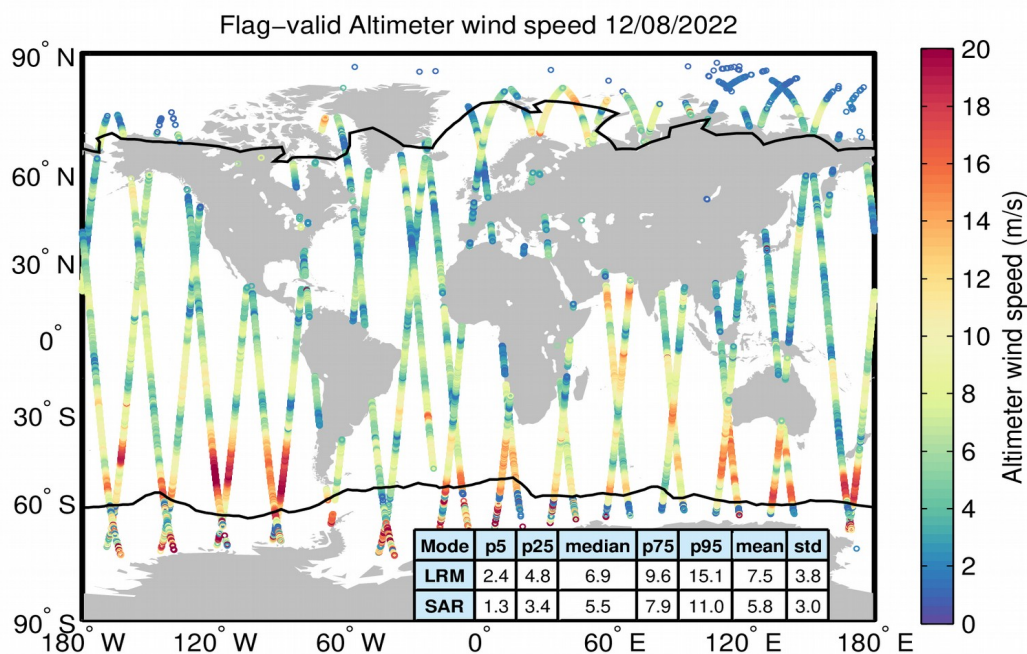 Flag−valid Altimeter wind speed 12/08/2022
90° N
60° N
30° N
0°
30° S
60° S
90° S
180° W
120° W
60° W
0°
60° E
120° E
180° E
Mode p5 p25 median p75 p95 mean std
LRM 2.4 4.8 6.9 9.6 15.1 7.5 3.8
SAR 1.3 3.4 5.5 7.9 11.0 5.8 3.0
20
18
16
14
12
10
8
6
4
2
0
Altimeter wind speed (m/s)